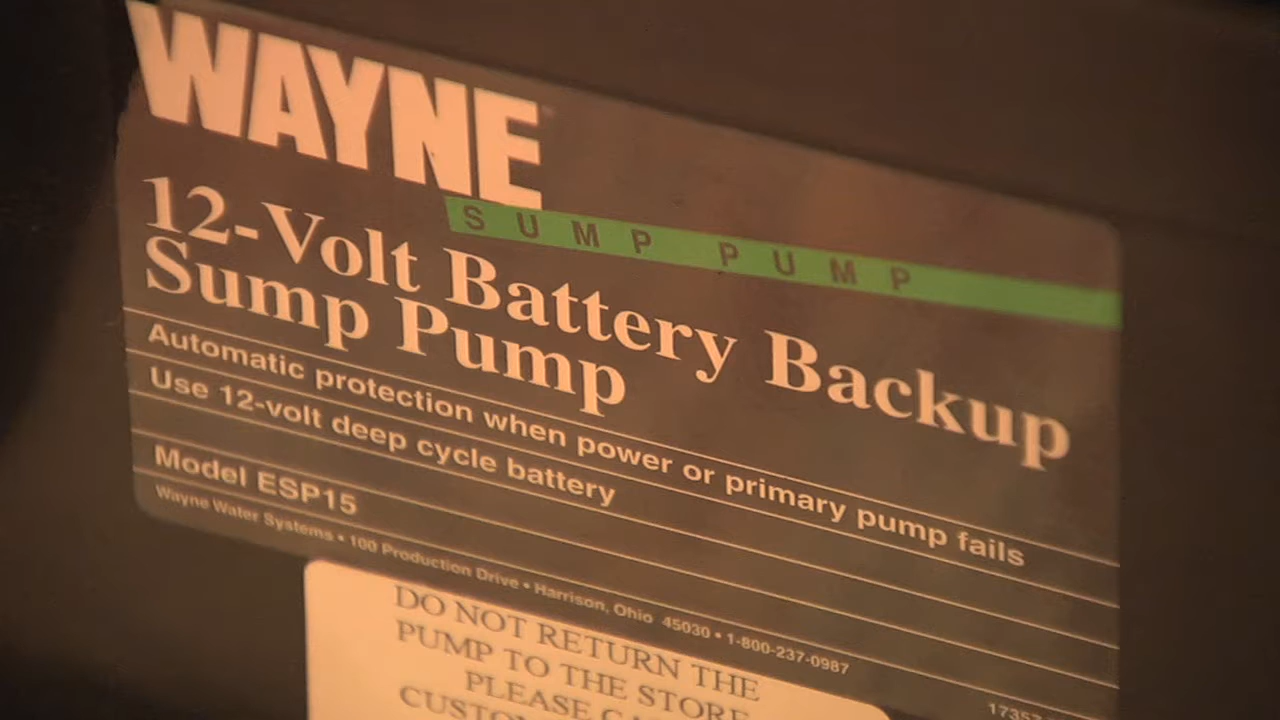 WAYNE
SUMP PUMP
12-Volt Battery Backup
Sump Pump
Automatic protection when power or primary pump fails
Use 12-volt deep cycle battery
Model ESP15
Wayne Water Systems • 100 Production Drive • Harrison, Ohio 45030 • 1-800-237-0987
DO NOT RETURN THE
PUMP TO THE STORE
PLEASE